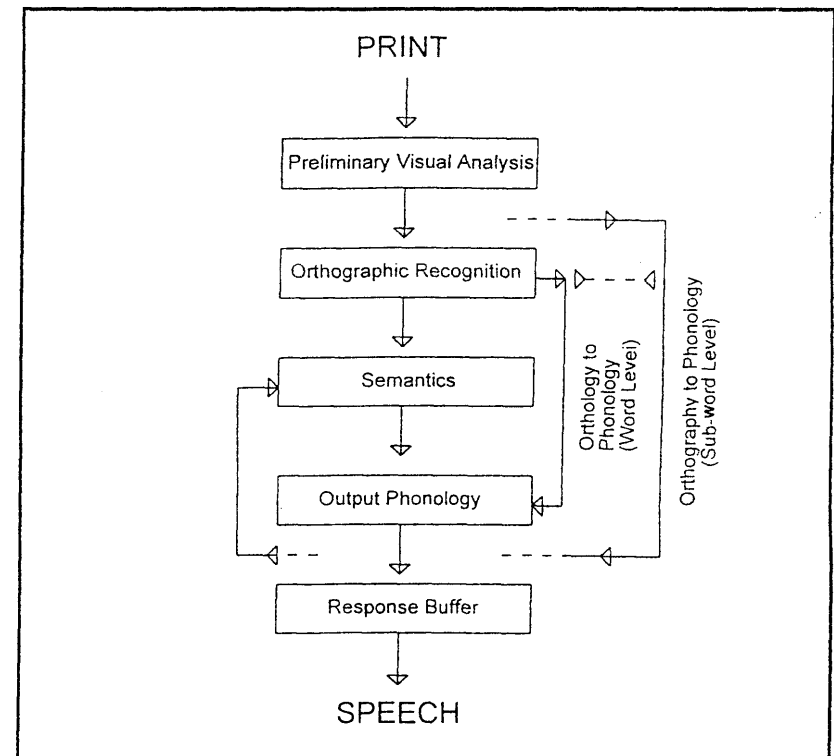 PRINT
Preliminary Visual Analysis
Orthographic Recognition
Semantics
Output Phonology
Response Buffer
SPEECH
Orthology to
Phonology
(Word Level)
Orthography to Phonology
(Sub-word Level)